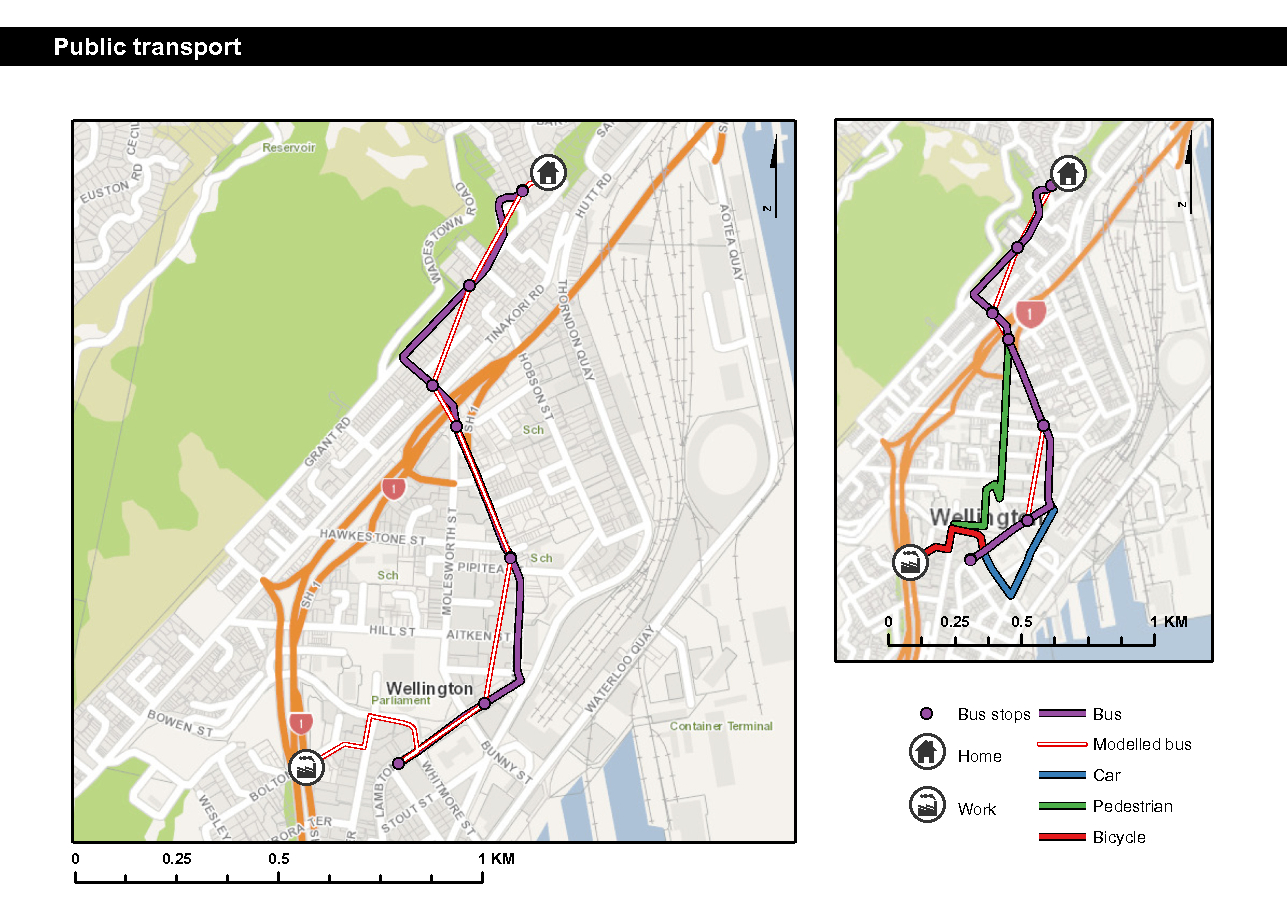 Public transport
CECIL
EUSTON RD
Reservoir
WADESTOWN ROAD
HUTT RD
AOTEA QUAY
z
TINAKORI RD
THORNDON QUAY
HOBSON ST
SH 1
GRANT RD
Sch
1
HAWKESTONE ST
MOLESWORTH ST
PIPITEA
Sch
Sch
SH 1
HILL ST
AITKEN ST
WATERLOO QUAY
Wellington
Parliament
BOWEN ST
1
Container Terminal
BUNNY ST
BOLTON
LAMBTON
WHITMORE ST
STOUT ST
WESLEY
0 0.25 0.5 1 KM
z
1
Wellington
0 0.25 0.5 1 KM
Bus stops
Bus
Modelled bus
Home
Car
Pedestrian
Work
Bicycle